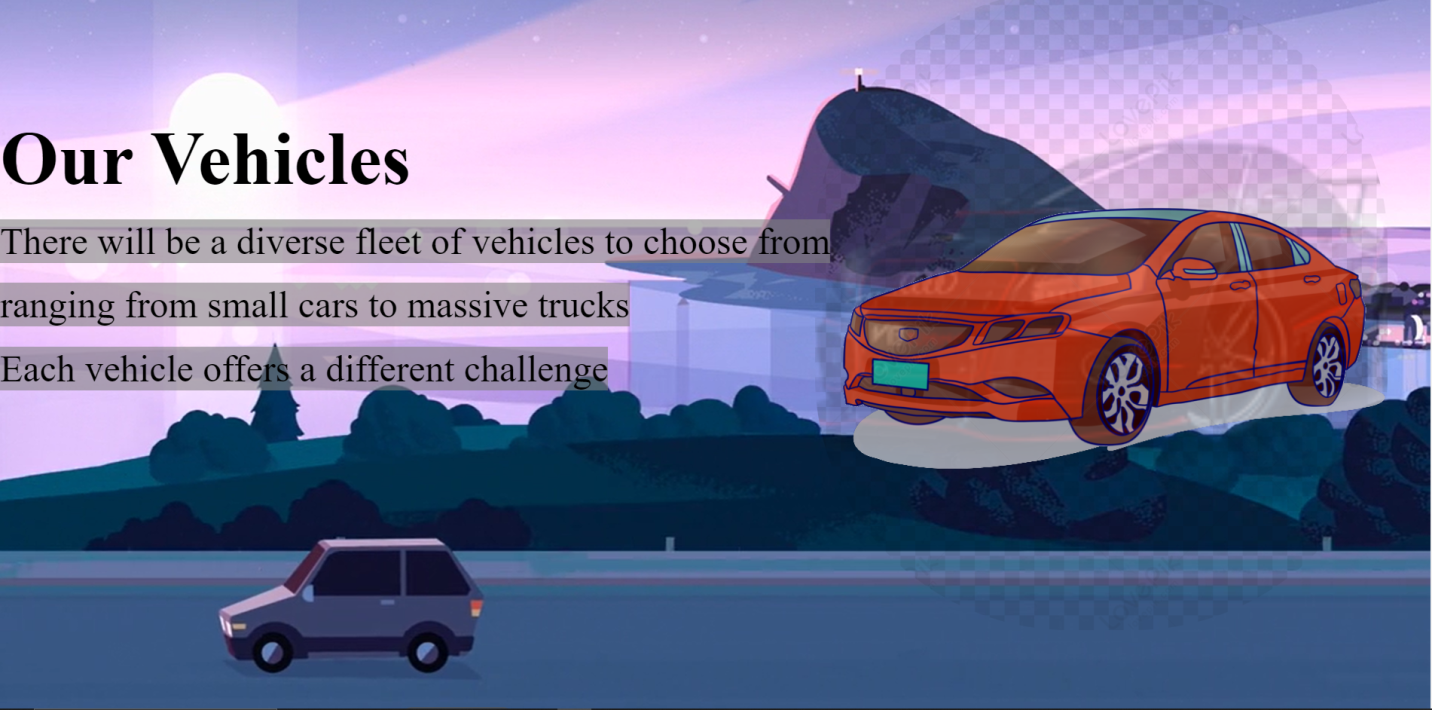 Our Vehicles
There will be a diverse fleet of vehicles to choose from
ranging from small cars to massive trucks
Each vehicle offers a different challenge